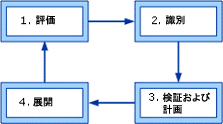 1. 評価
2. 識別
3. 検証および
計画
4. 展開